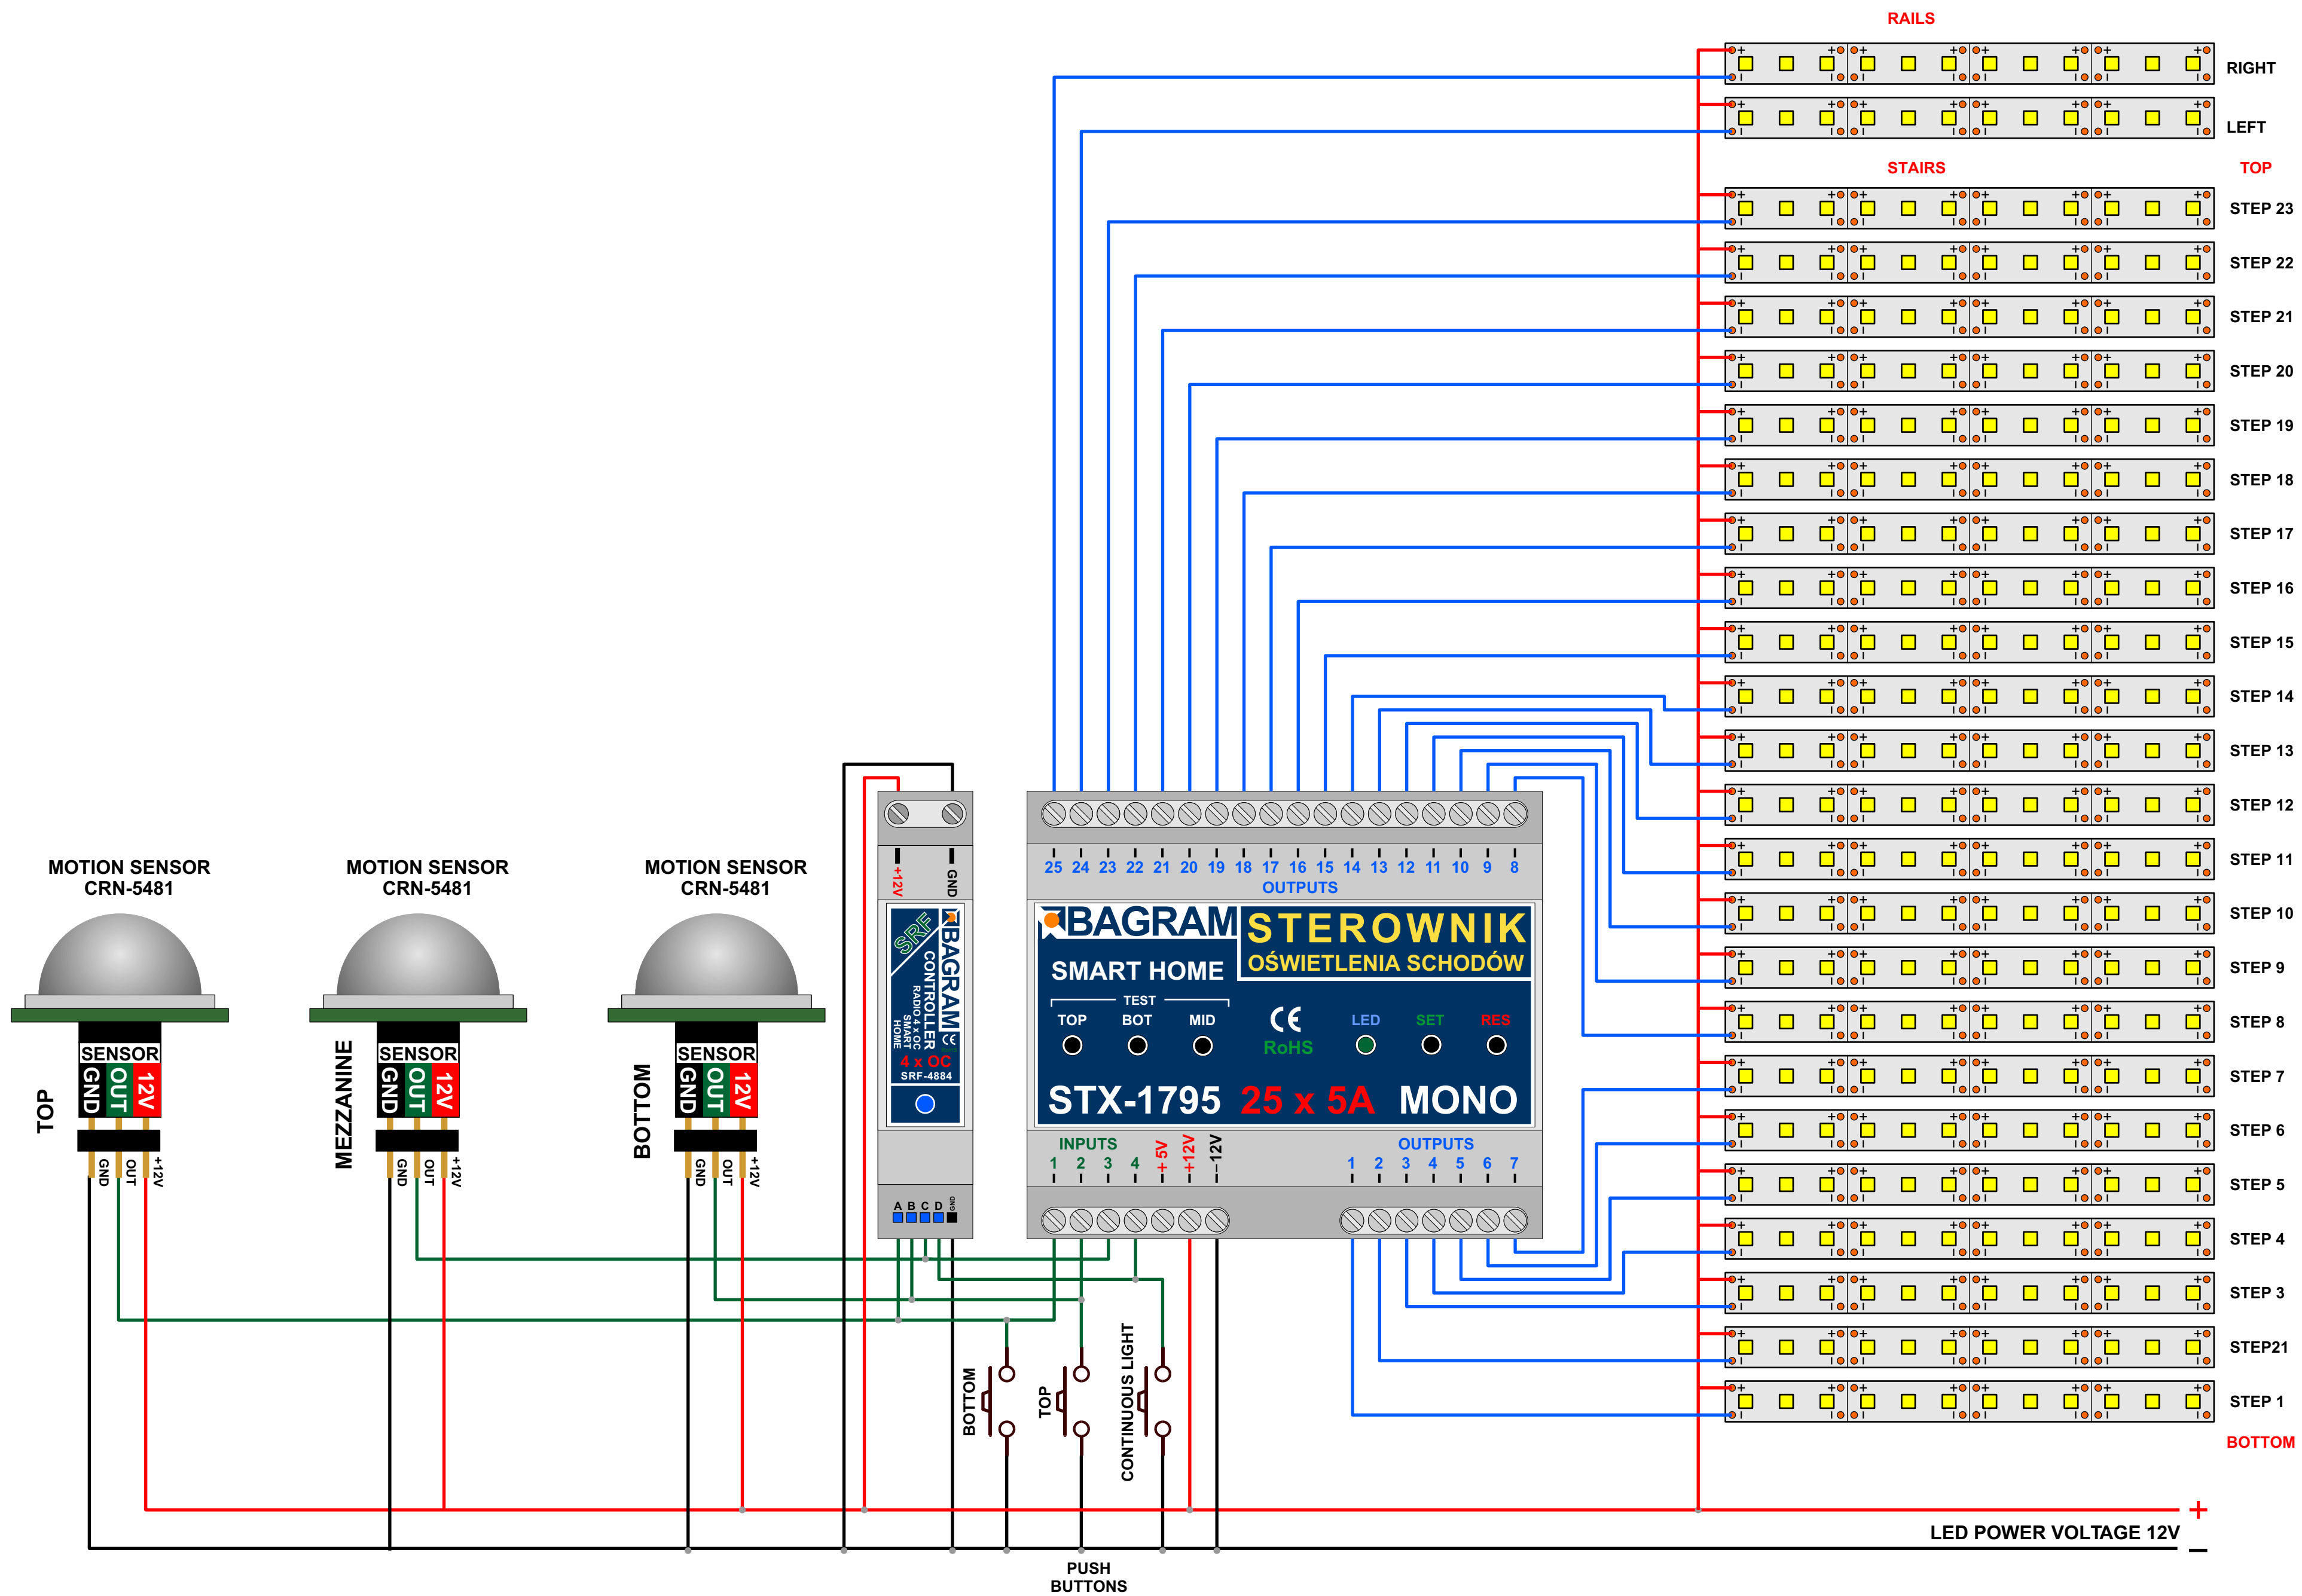 RAILS
RIGHT
LEFT
STAIRS
TOP
STEP 23
STEP 22
STEP 21
STEP 20
STEP 19
STEP 18
STEP 17
STEP 16
STEP 15
STEP 14
STEP 13
STEP 12
STEP 11
STEP 10
STEP 9
STEP 8
STEP 7
STEP 6
STEP 5
STEP 4
STEP 3
STEP21
STEP 1
BOTTOM
MOTION SENSOR
CRN-5481
SENSOR
GND OUT 12V
TOP
GND OUT +12V
MOTION SENSOR
CRN-5481
SENSOR
GND OUT 12V
MEZZANINE
GND OUT +12V
MOTION SENSOR
CRN-5481
SENSOR
GND OUT 12V
BOTTOM
GND OUT +12V
+12V GND
SRF
BAGRAM
CONTROLLER
RADIO 4 x OC
SMART
HOME
CE
4 x OC
SRF-4884
A B C D GND
25 24 23 22 21 20 19 18 17 16 15 14 13 12 11 10 9 8
OUTPUTS
BAGRAM
STEROWNIK
OŚWIETLENIA SCHODÓW
SMART HOME
TEST
TOP BOT MID
CE
RoHS
LED SET RES
STX-1795 25 x 5A MONO
INPUTS
1 2 3 4 +5V +12V −12V
OUTPUTS
1 2 3 4 5 6 7
BOTTOM
TOP
CONTINUOUS LIGHT
PUSH
BUTTONS
+
LED POWER VOLTAGE 12V
−